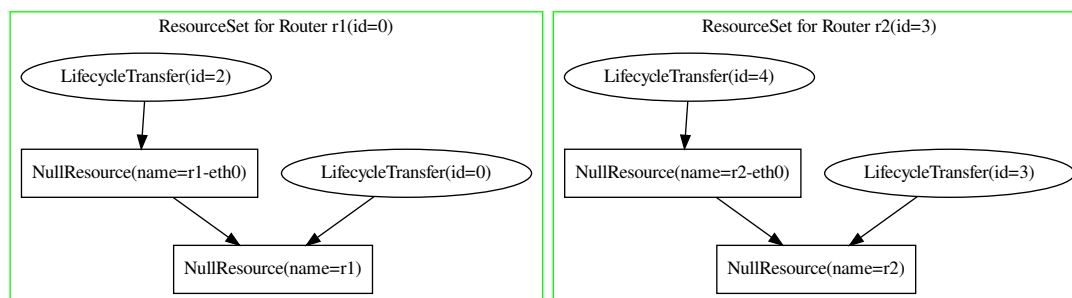 ResourceSet for Router r1(id=0)
LifecycleTransfer(id=2)
NullResource(name=r1-eth0)
LifecycleTransfer(id=0)
NullResource(name=r1)
ResourceSet for Router r2(id=3)
LifecycleTransfer(id=4)
NullResource(name=r2-eth0)
LifecycleTransfer(id=3)
NullResource(name=r2)